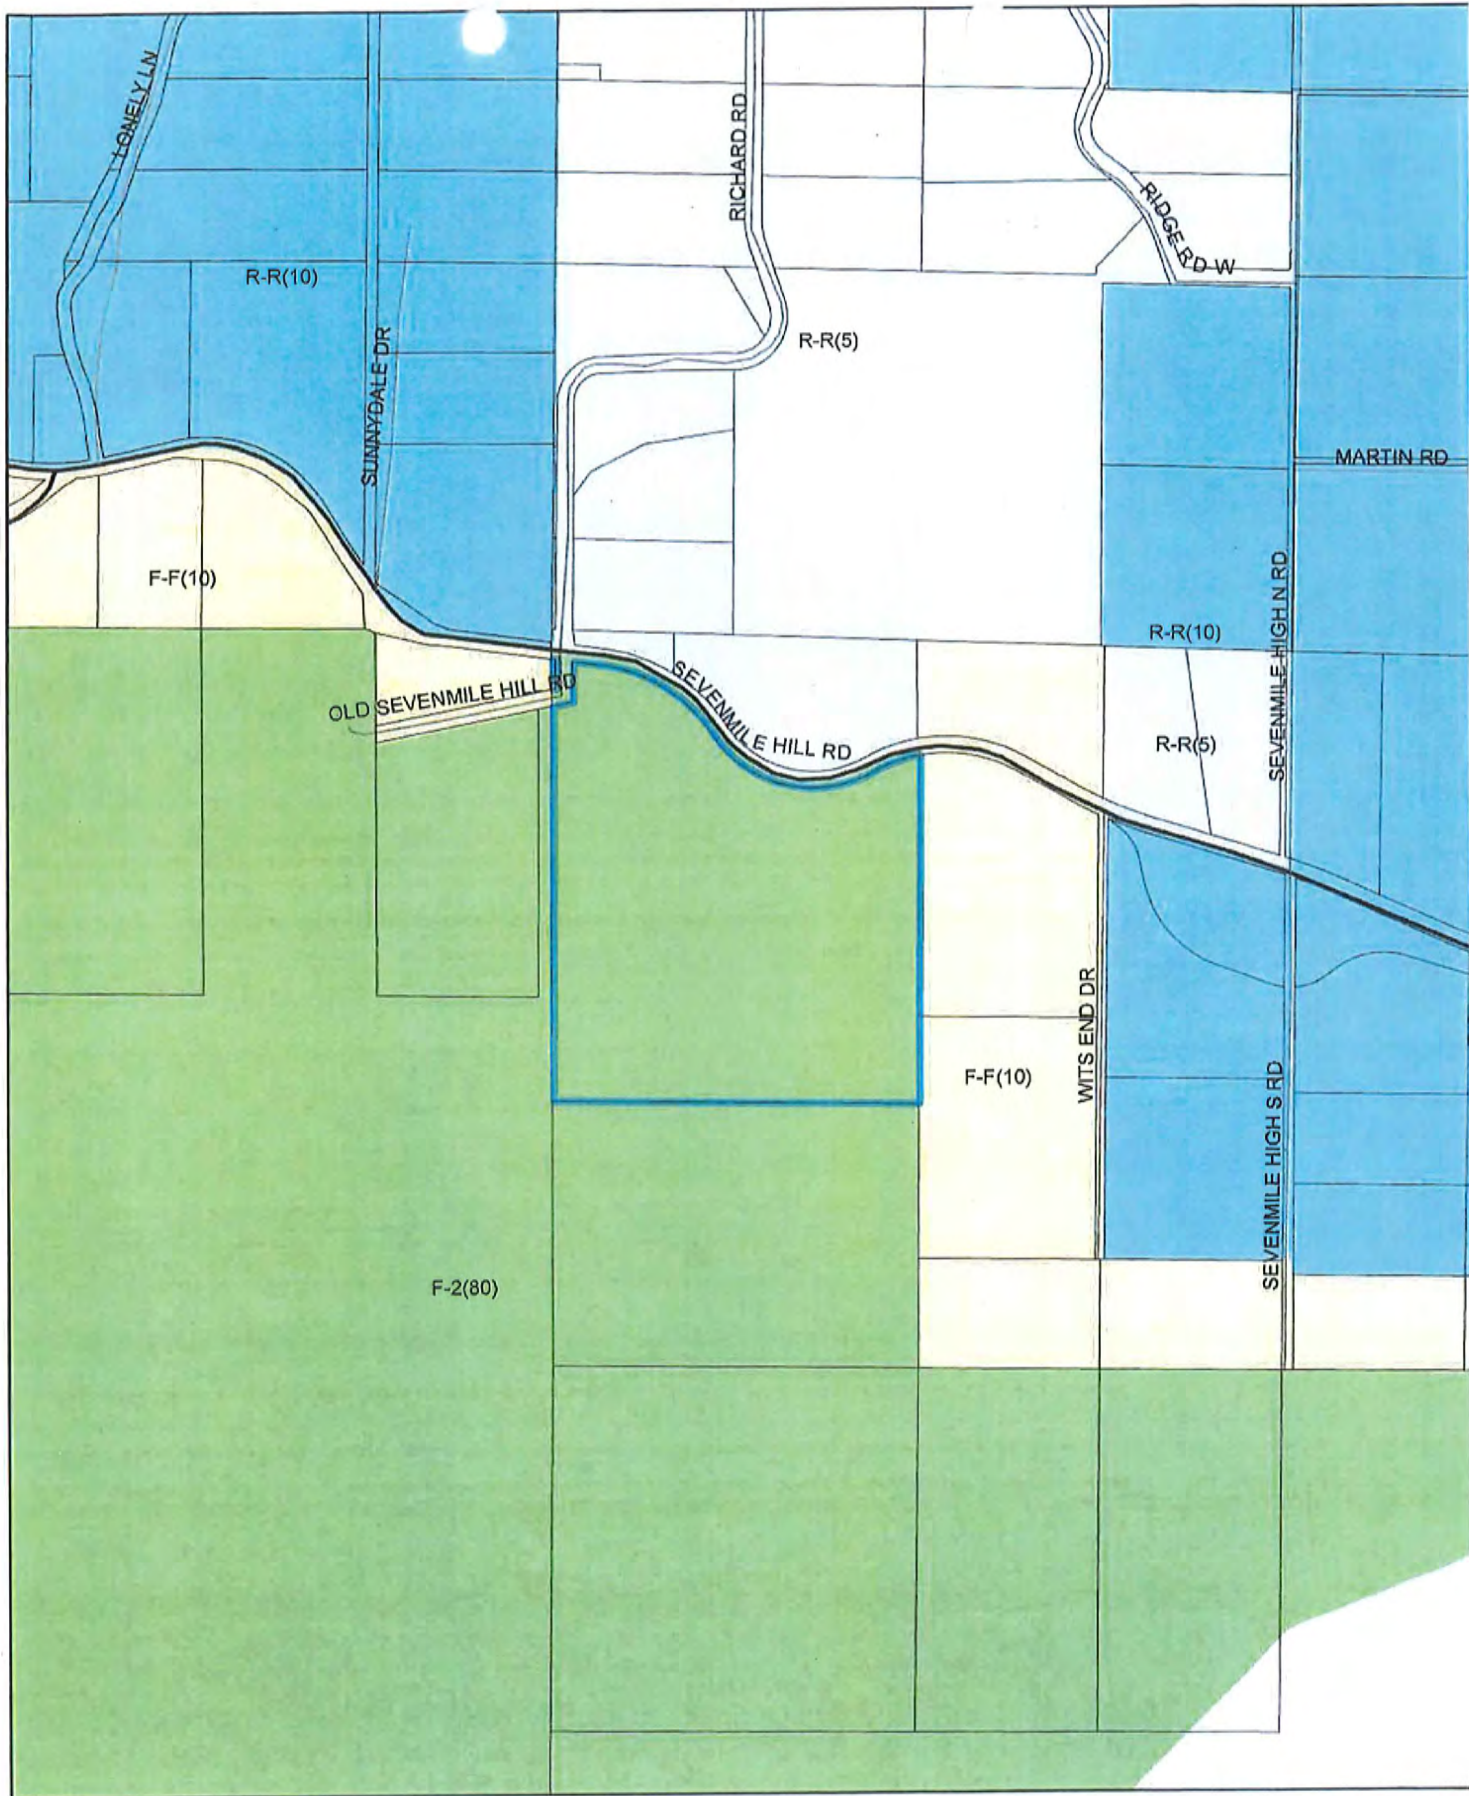 LONELY LN
RICHARD RD
RIDGE RD W
R-R(10)
R-R(5)
SUNNYDALE DR
MARTIN RD
F-F(10)
SEVENMILE HIGH N RD
R-R(10)
OLD SEVENMILE HILL RD
SEVENMILE HILL RD
R-R(5)
WITS END DR
F-F(10)
SEVENMILE HIGH S RD
F-2(80)